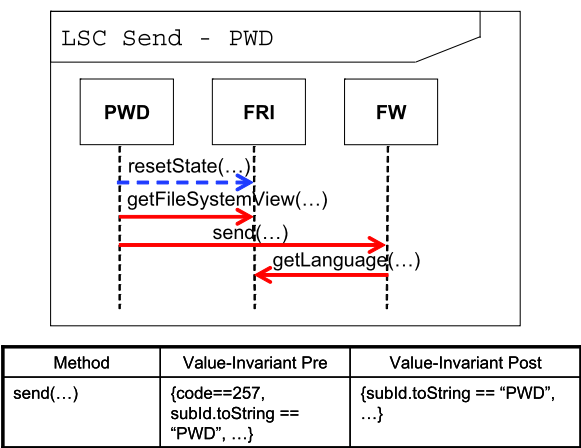 LSC Send - PWD
PWD FRI FW
resetState(…)
getFileSystemView(…)
send(…)
getLanguage(…)
Method Value-Invariant Pre Value-Invariant Post
send(…) {code==257, {subId.toString == “PWD”,
subId.toString == …}
“PWD”, …}